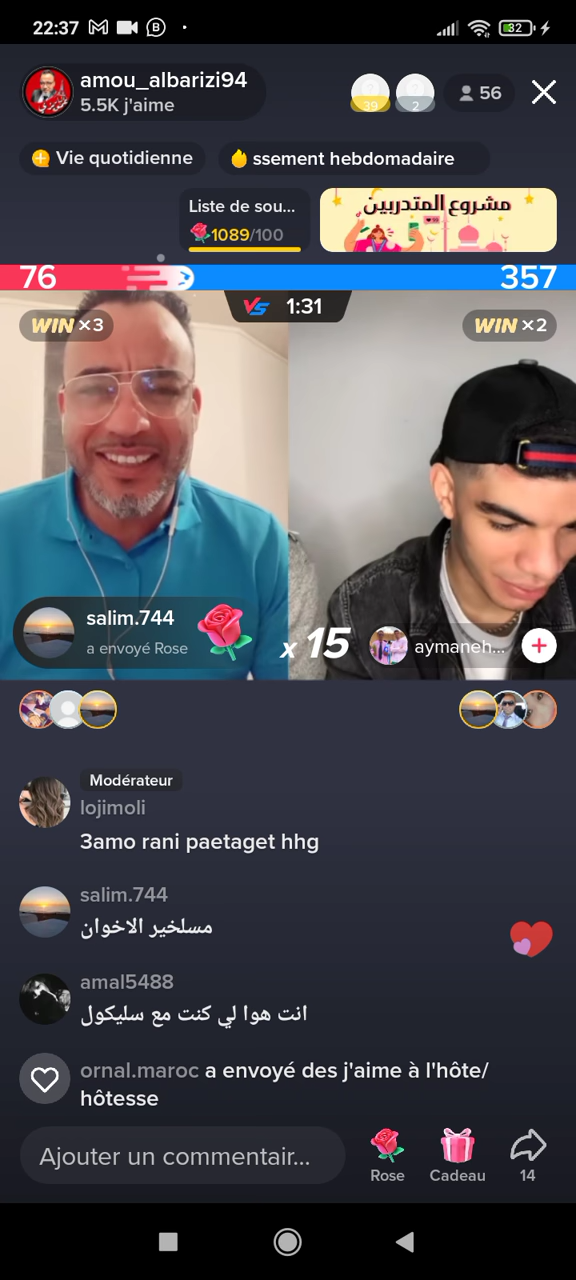 22:37
32
amou_albarizi94
5.5K j'aime
39
2
56
Vie quotidienne
ssement hebdomadaire
Liste de sou...
1089/100
مشروع المتدربين
76
357
VS 1:31
WIN ×3
WIN ×2
salim.744
a envoyé Rose
x 15
aymaneh...
Modérateur
lojimoli
3amo rani paetaget hhg
salim.744
مسلخير الاخوان
amal5488
انت هوا لي كنت مع سليكول
ornal.maroc a envoyé des j'aime à l'hôte/
hôtesse
Ajouter un commentair...
Rose
Cadeau
14